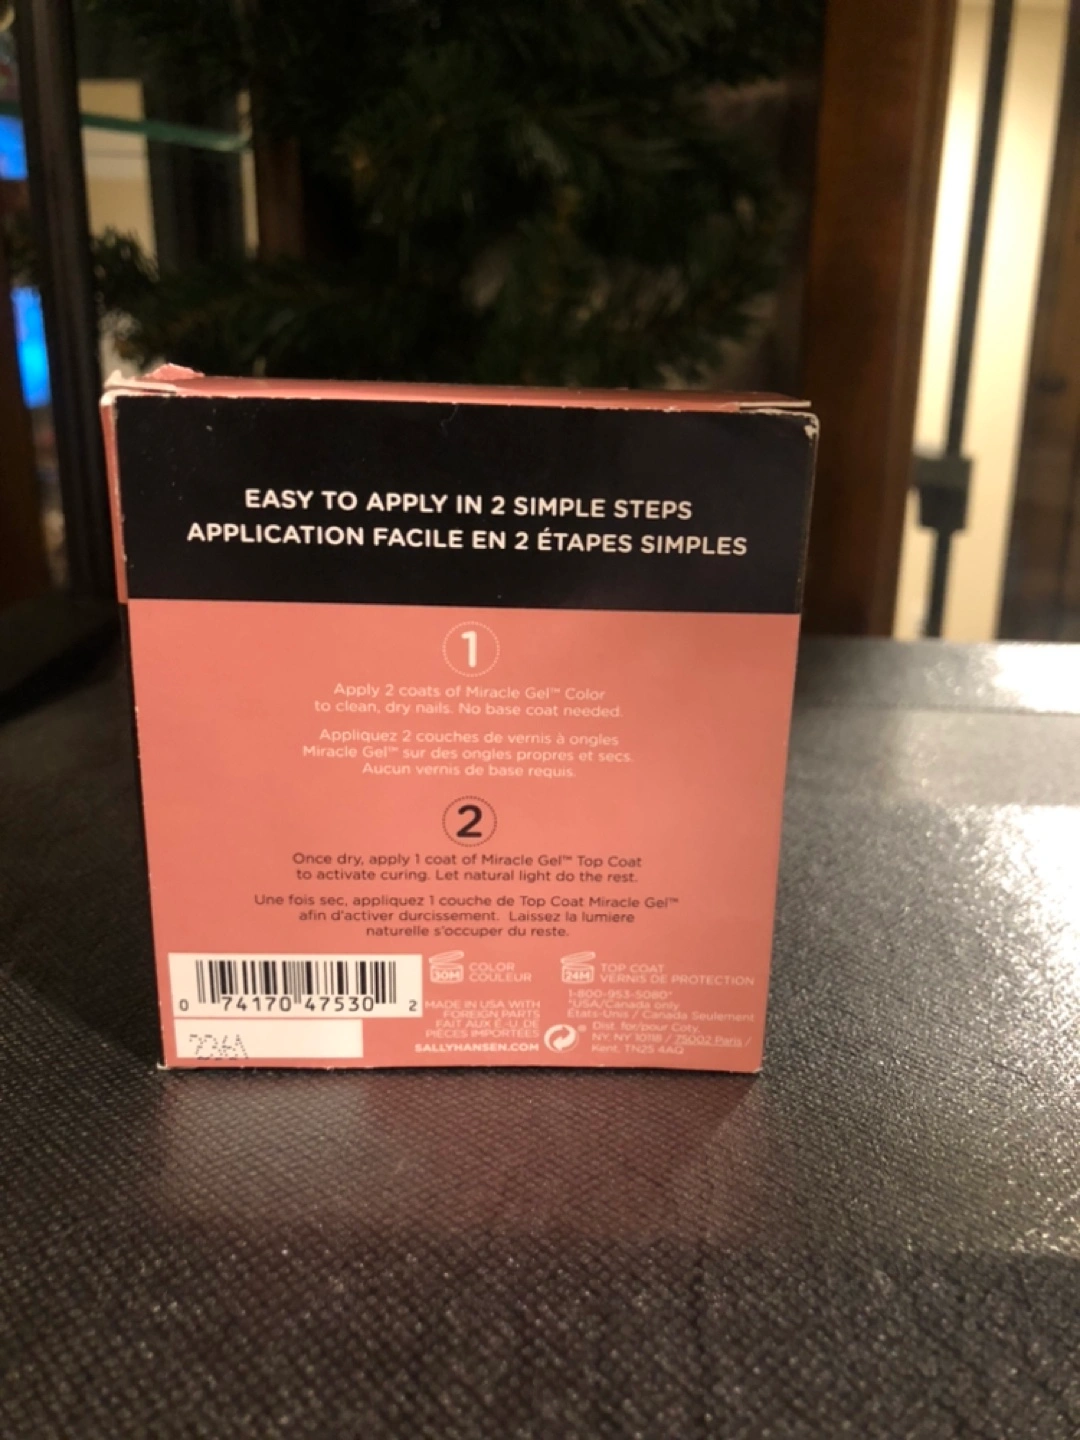 EASY TO APPLY IN 2 SIMPLE STEPS
APPLICATION FACILE EN 2 ÉTAPES SIMPLES
1
Apply 2 coats of Miracle Gel™ Color
to clean, dry nails. No base coat needed.
Appliquez 2 couches de vernis à ongles
Miracle Gel™ sur des ongles propres et secs.
Aucun vernis de base requis.
2
Once dry, apply 1 coat of Miracle Gel™ Top Coat
to activate curing. Let natural light do the rest.
Une fois sec, appliquez 1 couche de Top Coat Miracle Gel™
afin d'activer durcissement. Laissez la lumiere
naturelle s'occuper du reste.
0 74170 47530 2
30M COLOR
COULEUR
MADE IN USA WITH
FOREIGN PARTS
FAIT AUX É.-U. DE
PIÈCES IMPORTÉES
SALLYHANSEN.COM
24M TOP COAT
VERNIS DE PROTECTION
1-800-953-5080*
*USA/Canada only
États-Unis / Canada Seulement
Dist. for/pour Coty,
NY, NY 10118 / 75002 Paris /
Kent, TN25 4AQ